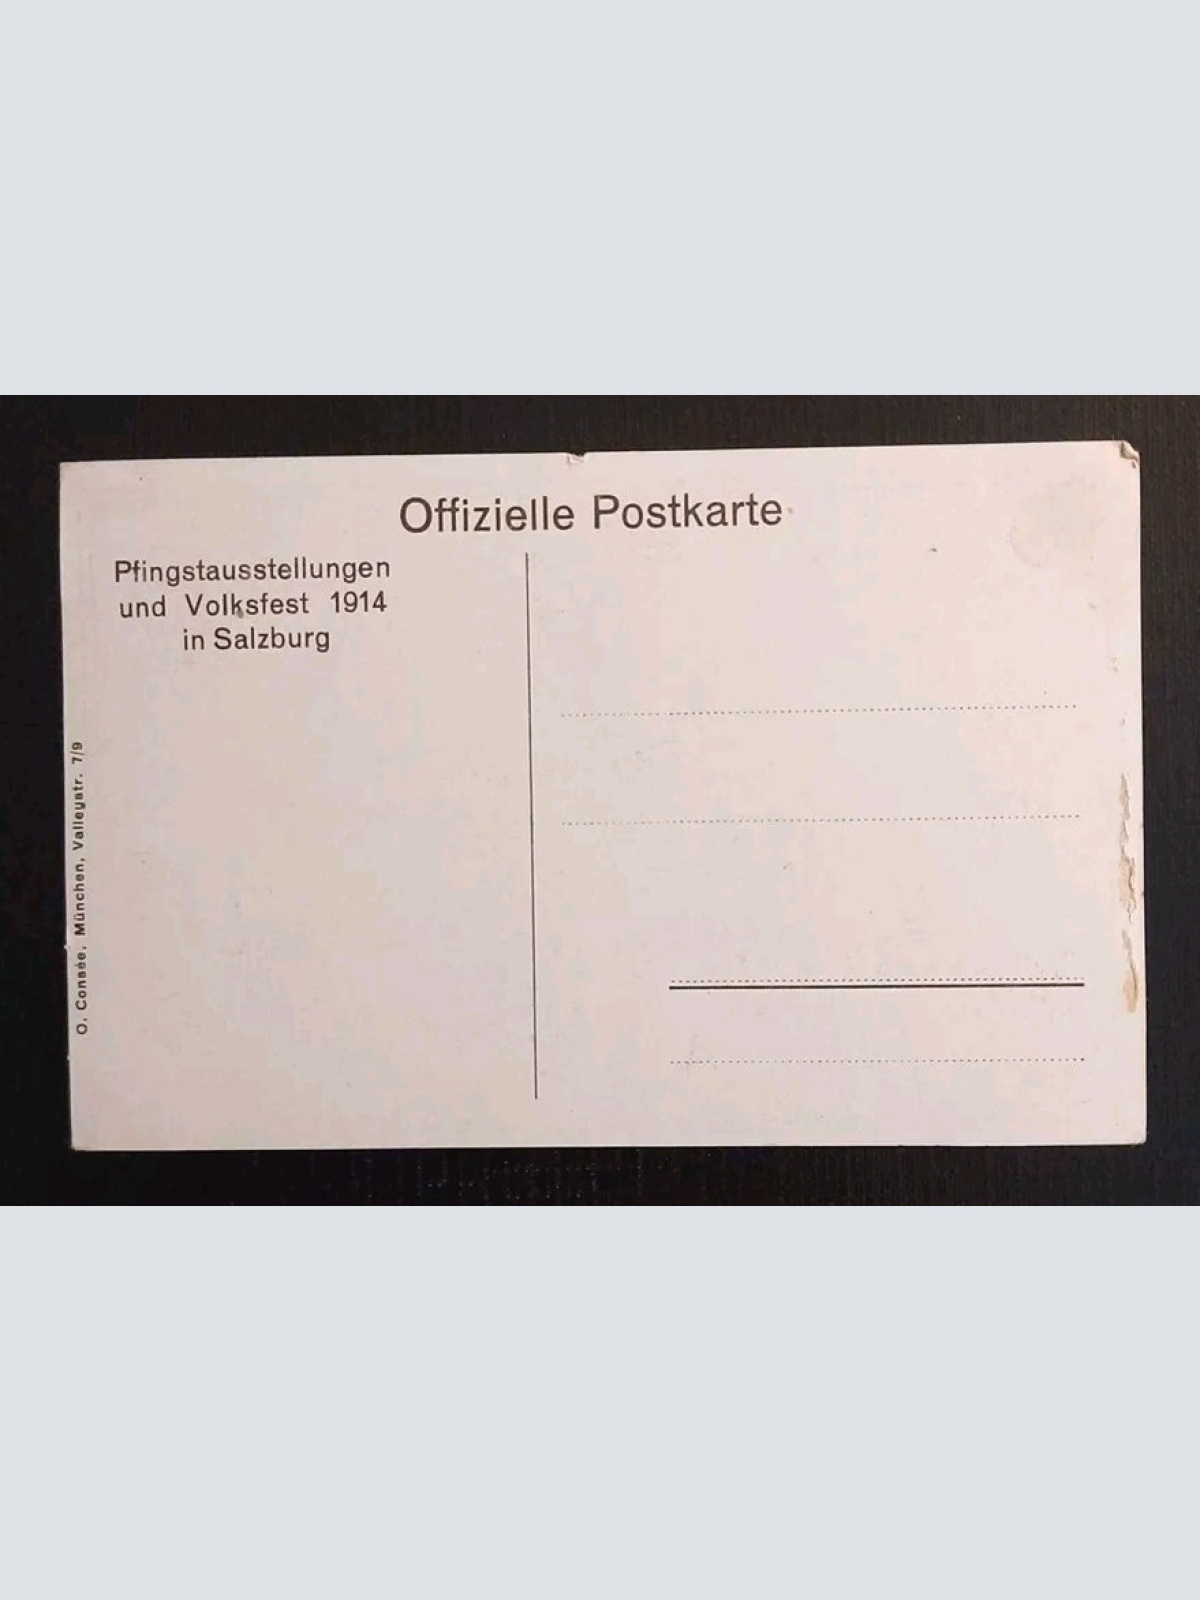 Offizielle Postkarte
Pfingstausstellungen
und Volksfest 1914
in Salzburg
O. Consée, München, Valleystr. 7/9